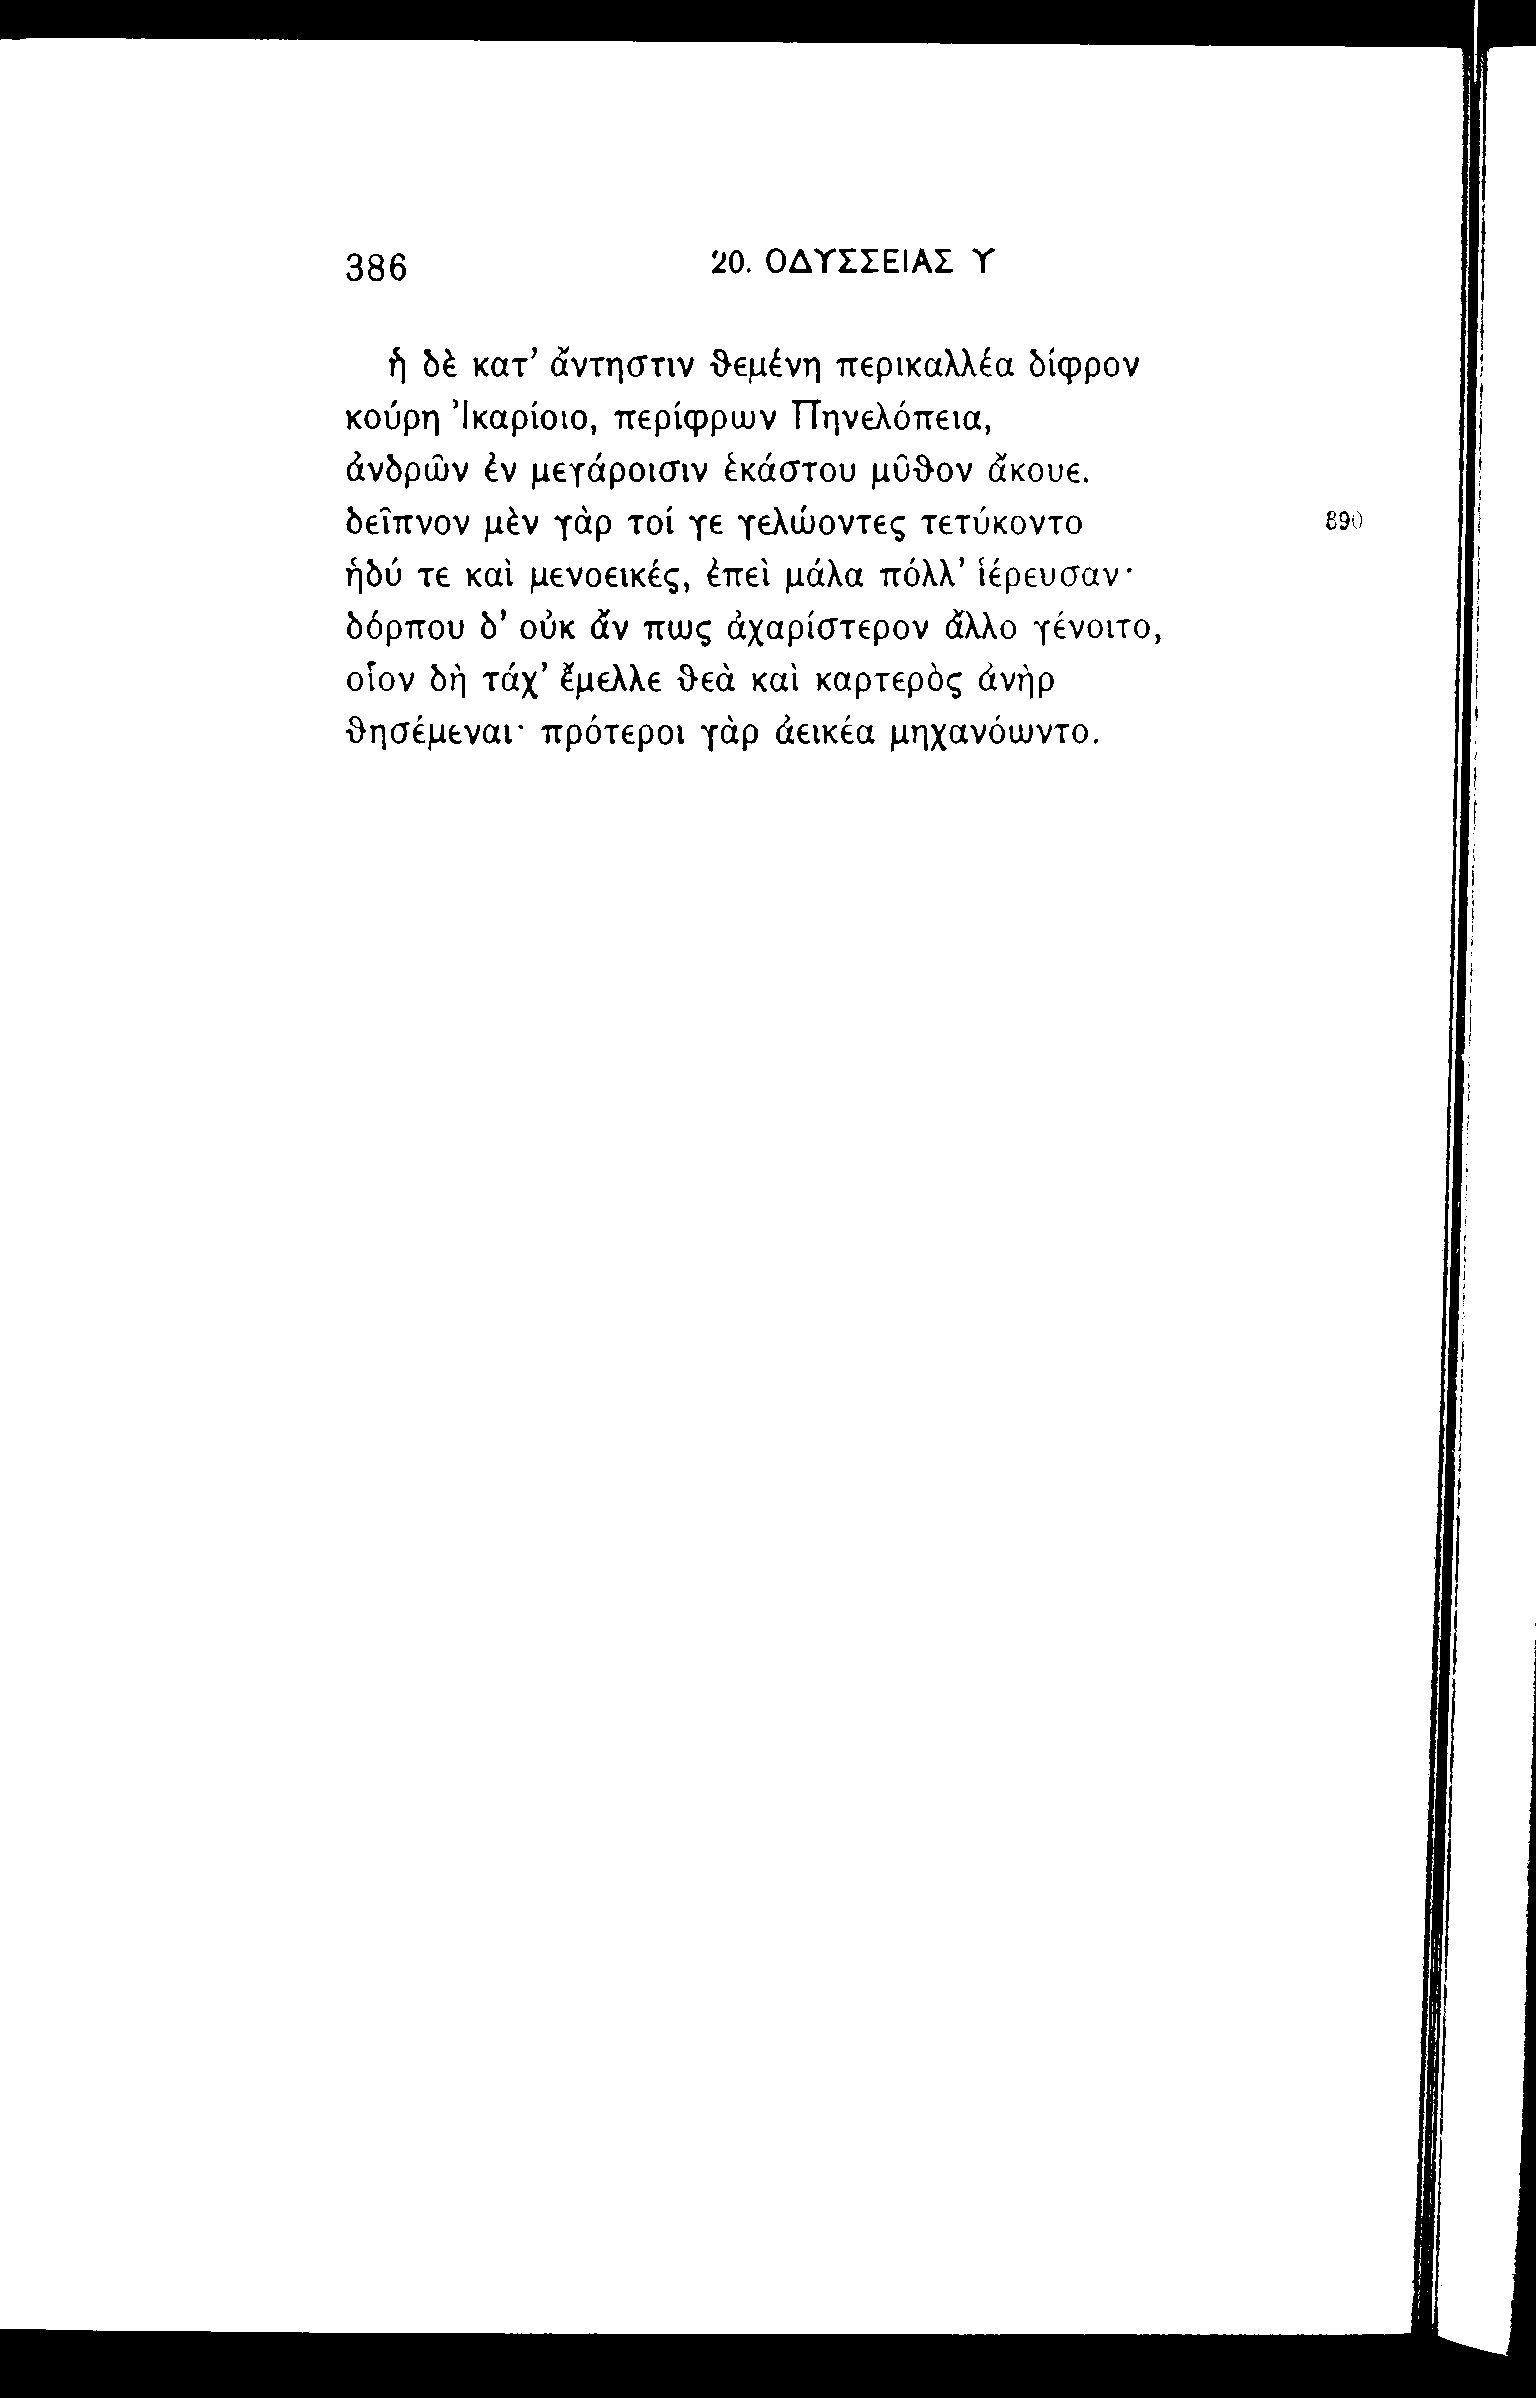 386 20. ΟΔΥΣΣΕΙΑΣ Υ
ἡ δὲ κατ’ ἄντηστιν θεμένη περικαλλέα δίφρον
κούρη Ἰκαρίοιο, περίφρων Πηνελόπεια,
ἀνδρῶν ἐν μεγάροισιν ἑκάστου μῦθον ἄκουε.
δεῖπνον μὲν γὰρ τοί γε γελώοντες τετύκοντο 390
ἡδύ τε καὶ μενοεικές, ἐπεὶ μάλα πόλλ’ ἱέρευσαν·
δόρπου δ’ οὐκ ἄν πως ἀχαρίστερον ἄλλο γένοιτο,
οἷον δὴ τάχ’ ἔμελλε θεὰ καὶ καρτερὸς ἀνὴρ
θησέμεναι· πρότεροι γὰρ ἀεικέα μηχανόωντο.